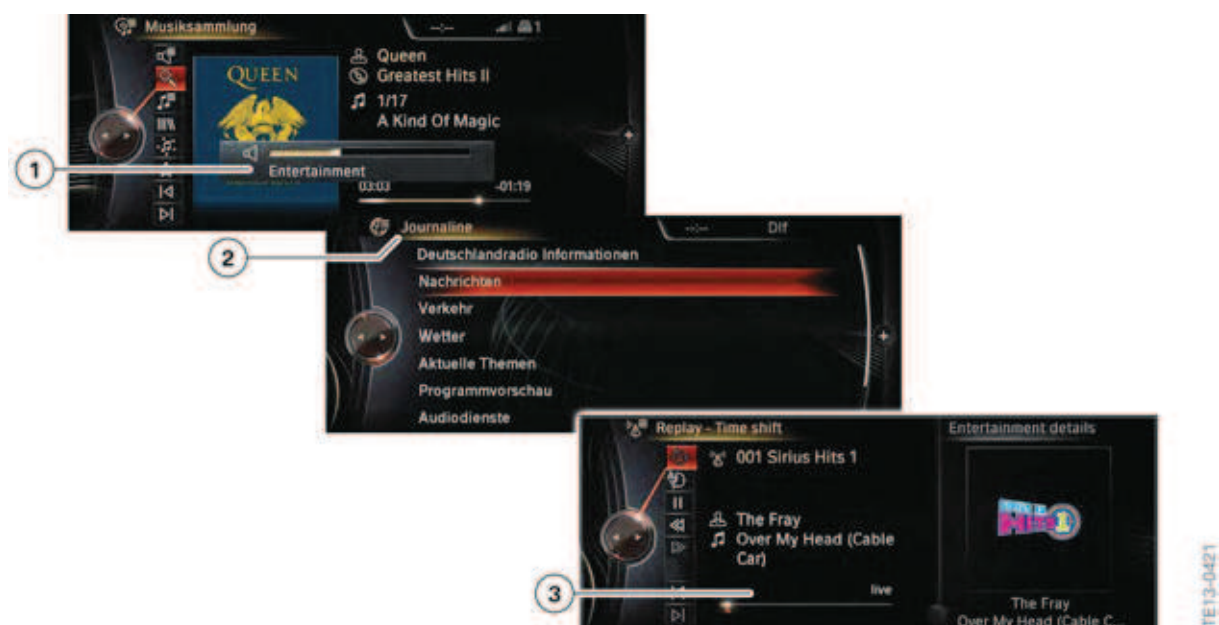 Musiksammlung
--:--
1
QUEEN
Queen
Greatest Hits II
1/17
A Kind Of Magic
1
Entertainment
03:03
-01:19
2
Journaline
--:--
Dlf
Deutschlandradio Informationen
Nachrichten
Verkehr
Wetter
Aktuelle Themen
Programmvorschau
Audiodienste
Replay - Time shift
Entertainment details
001 Sirius Hits 1
The Fray
Over My Head (Cable
Car)
3
live
The Fray
Over My Head (Cable C...
TE13-0421